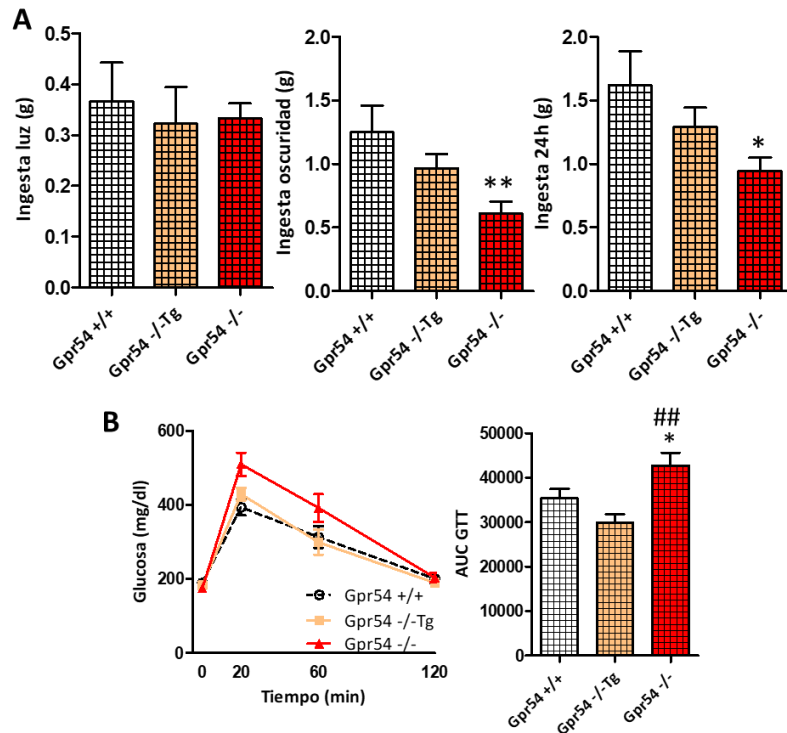 A
Ingesta luz (g)
0.5
0.4
0.3
0.2
0.1
0.0
Gpr54 +/+
Gpr54 -/-Tg
Gpr54 -/-
Ingesta oscuridad (g)
2.0
1.5
1.0
0.5
0.0
**
Gpr54 +/+
Gpr54 -/-Tg
Gpr54 -/-
Ingesta 24h (g)
2.0
1.5
1.0
0.5
0.0
*
Gpr54 +/+
Gpr54 -/-Tg
Gpr54 -/-
B
Glucosa (mg/dl)
600
400
200
0
Gpr54 +/+
Gpr54 -/-Tg
Gpr54 -/-
0 20 60 120
Tiempo (min)
AUC GTT
50000
40000
30000
20000
10000
0
##
*
Gpr54 +/+
Gpr54 -/-Tg
Gpr54 -/-